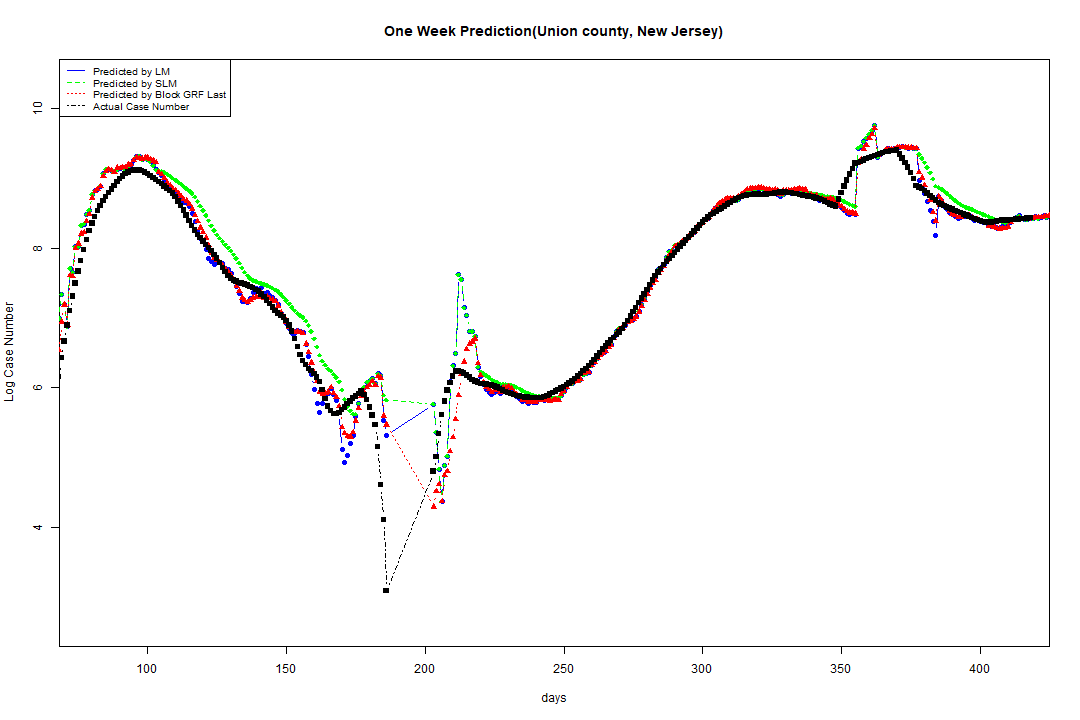 One Week Prediction(Union county, New Jersey)
Predicted by LM
Predicted by SLM
Predicted by Block GRF Last
Actual Case Number
10
8
6
4
Log Case Number
100 150 200 250 300 350 400
days